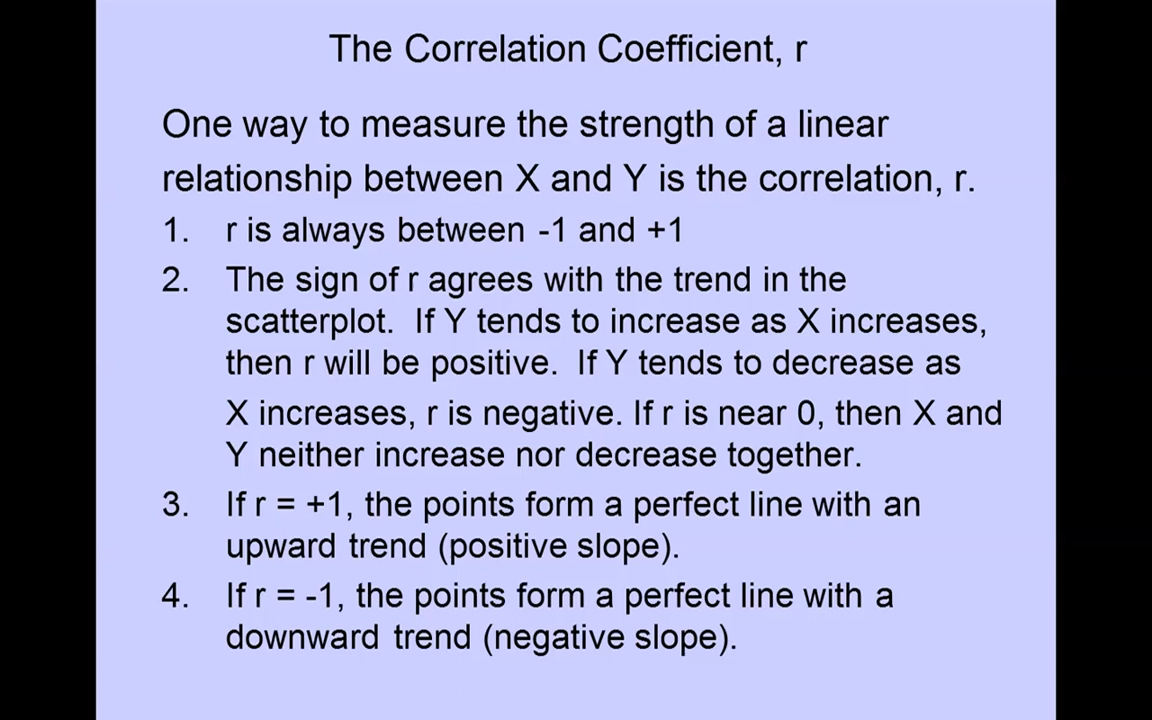 The Correlation Coefficient, r
One way to measure the strength of a linear
relationship between X and Y is the correlation, r.
1. r is always between -1 and +1
2. The sign of r agrees with the trend in the
scatterplot. If Y tends to increase as X increases,
then r will be positive. If Y tends to decrease as
X increases, r is negative. If r is near 0, then X and
Y neither increase nor decrease together.
3. If r = +1, the points form a perfect line with an
upward trend (positive slope).
4. If r = -1, the points form a perfect line with a
downward trend (negative slope).